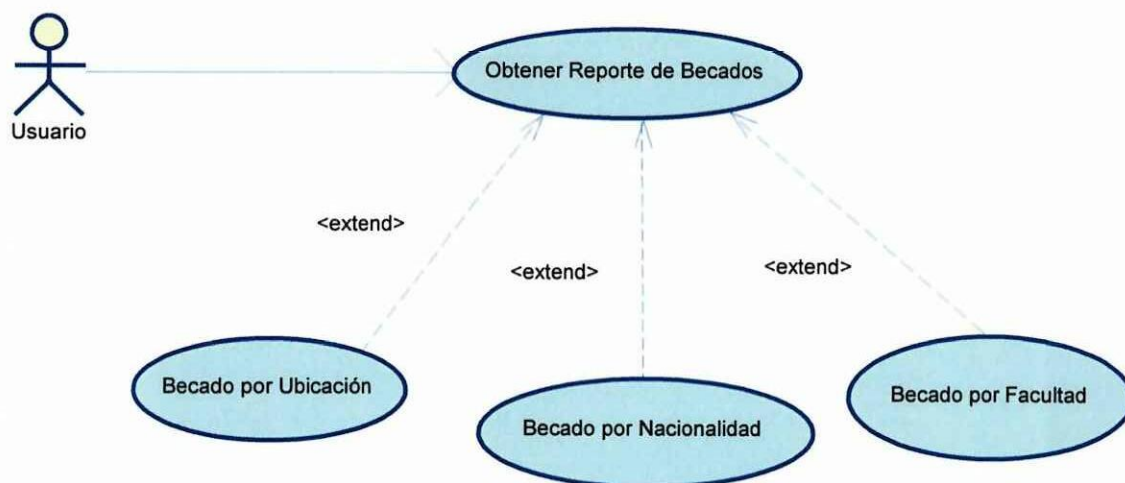 Obtener Reporte de Becados
Usuario
<extend>
<extend>
<extend>
Becado por Ubicación
Becado por Nacionalidad
Becado por Facultad